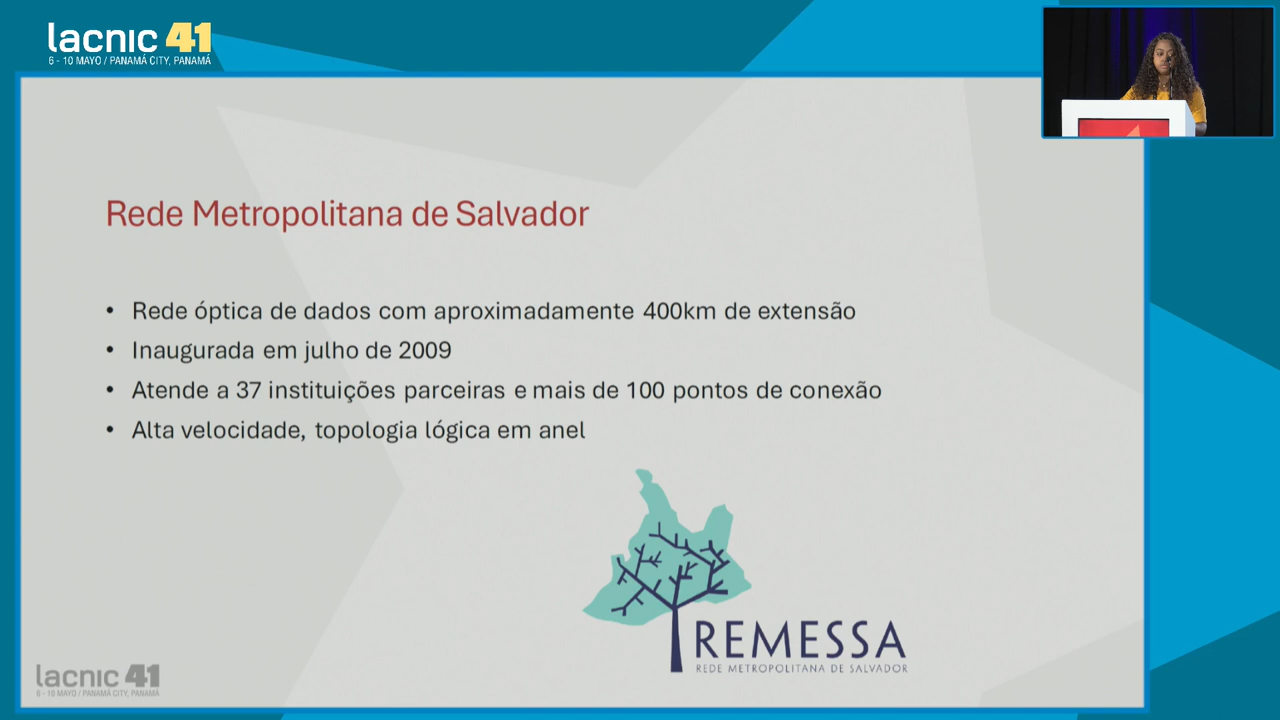 lacnic 41
6 - 10 MAYO / PANAMÁ CITY, PANAMÁ
Rede Metropolitana de Salvador
• Rede óptica de dados com aproximadamente 400km de extensão
• Inaugurada em julho de 2009
• Atende a 37 instituições parceiras e mais de 100 pontos de conexão
• Alta velocidade, topologia lógica em anel
REMESSA
REDE METROPOLITANA DE SALVADOR
lacnic 41
6 - 10 MAYO / PANAMÁ CITY, PANAMÁ